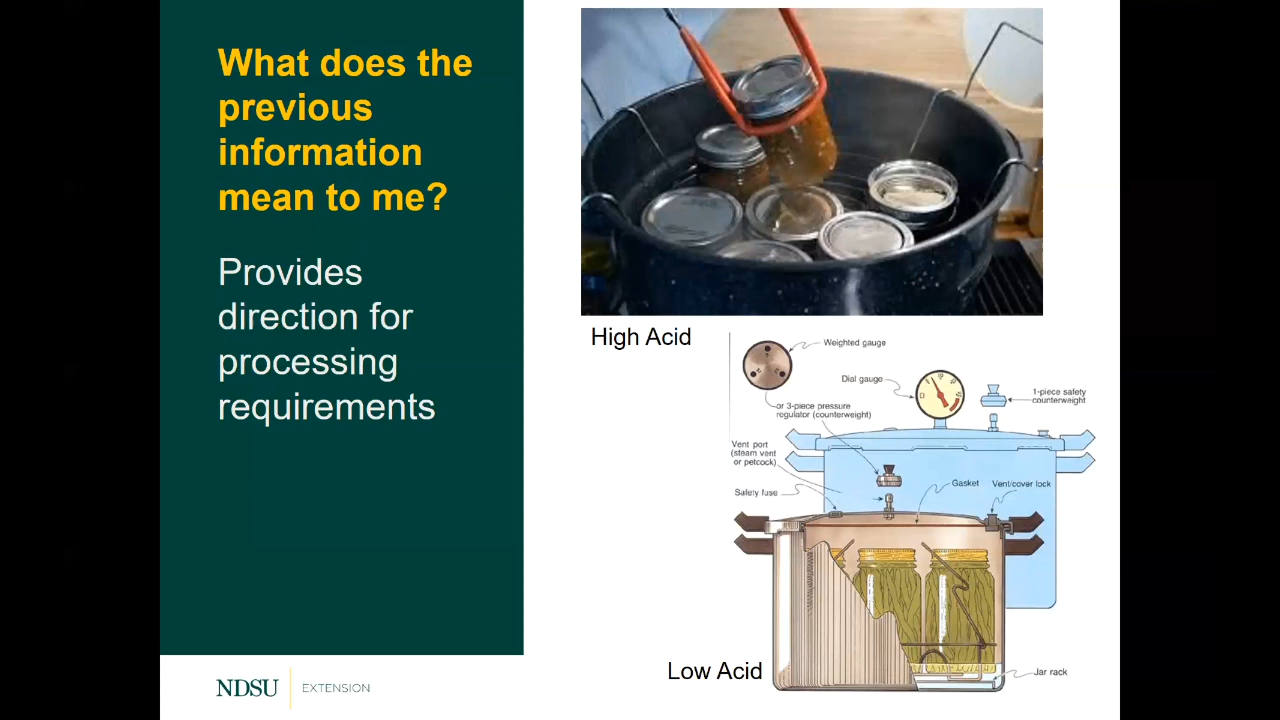 What does the
previous
information
mean to me?
Provides
direction for
processing
requirements
High Acid
Weighted gauge
Dial gauge
1-piece safety
counterweight
or 3-piece pressure
regulator (counterweight)
Vent port
(steam vent
or petcock)
Safety fuse
Gasket
Vent/cover lock
Low Acid
Jar rack
NDSU
EXTENSION